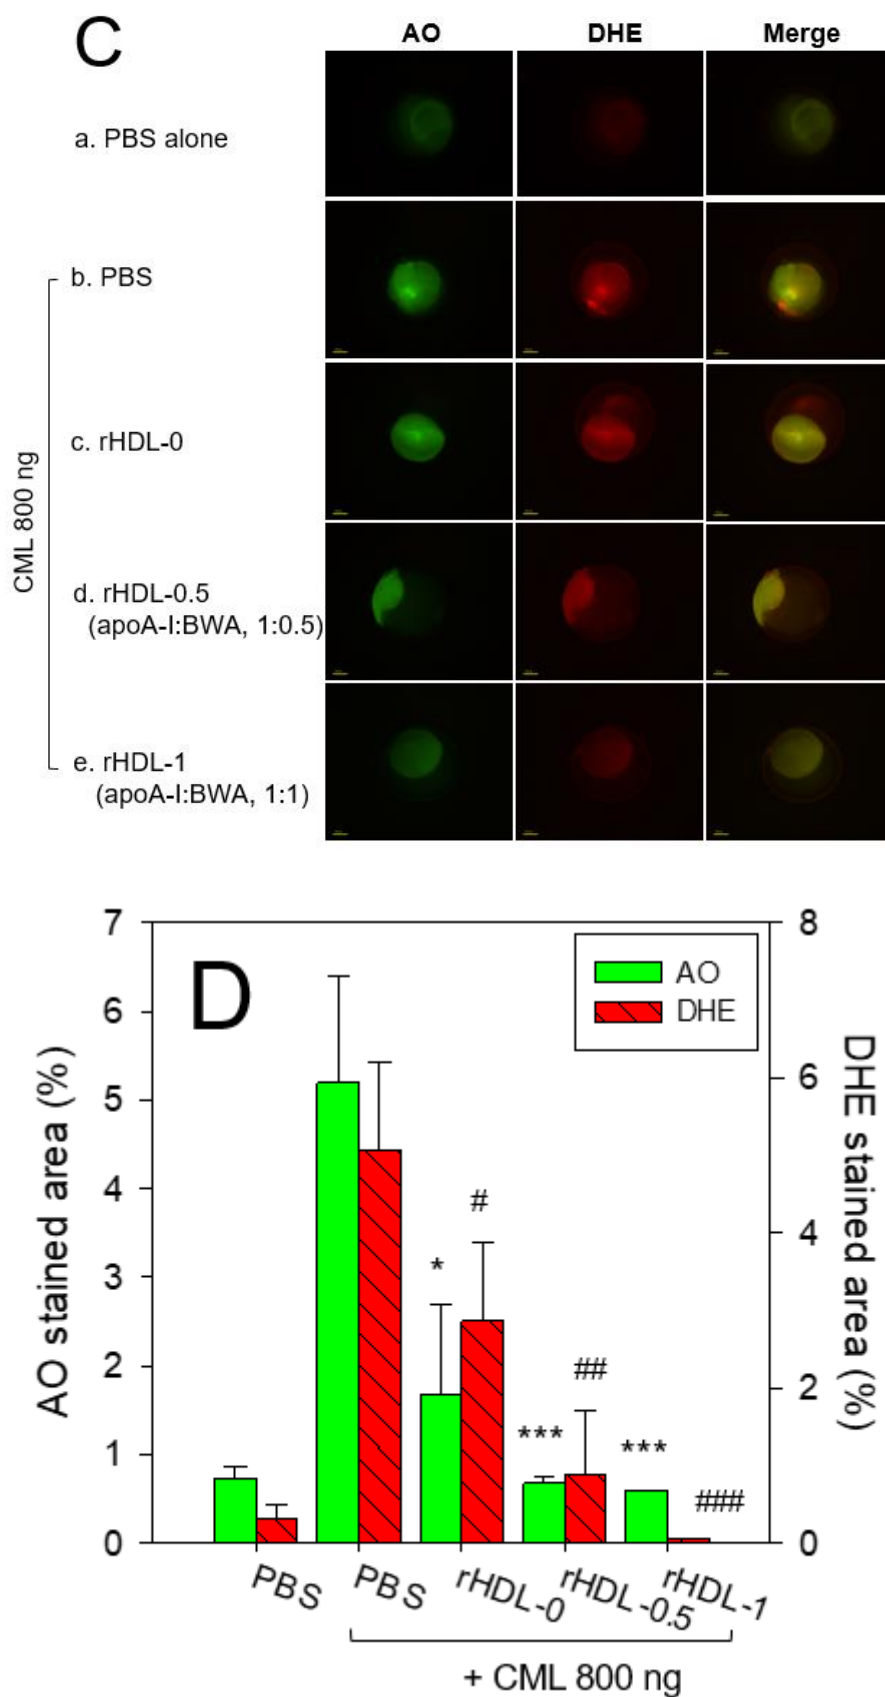 C
AO DHE Merge
a. PBS alone
b. PBS
c. rHDL-0
CML 800 ng
d. rHDL-0.5
(apoA-I:BWA, 1:0.5)
e. rHDL-1
(apoA-I:BWA, 1:1)
D
AO
DHE
AO stained area (%)
7
6
5
4
3
2
1
0
DHE stained area (%)
8
6
4
2
0
* #
*** ##
*** ###
PBS PBS rHDL-0 rHDL-0.5 rHDL-1
+ CML 800 ng